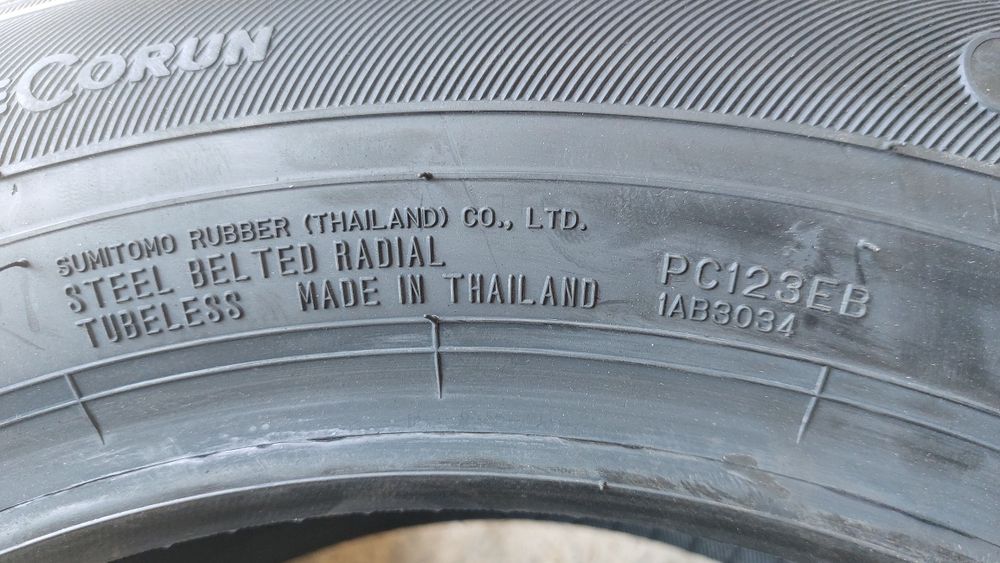 CORUN
SUMITOMO RUBBER (THAILAND) CO., LTD.
STEEL BELTED RADIAL
TUBELESS MADE IN THAILAND
PC123EB
1AB3034